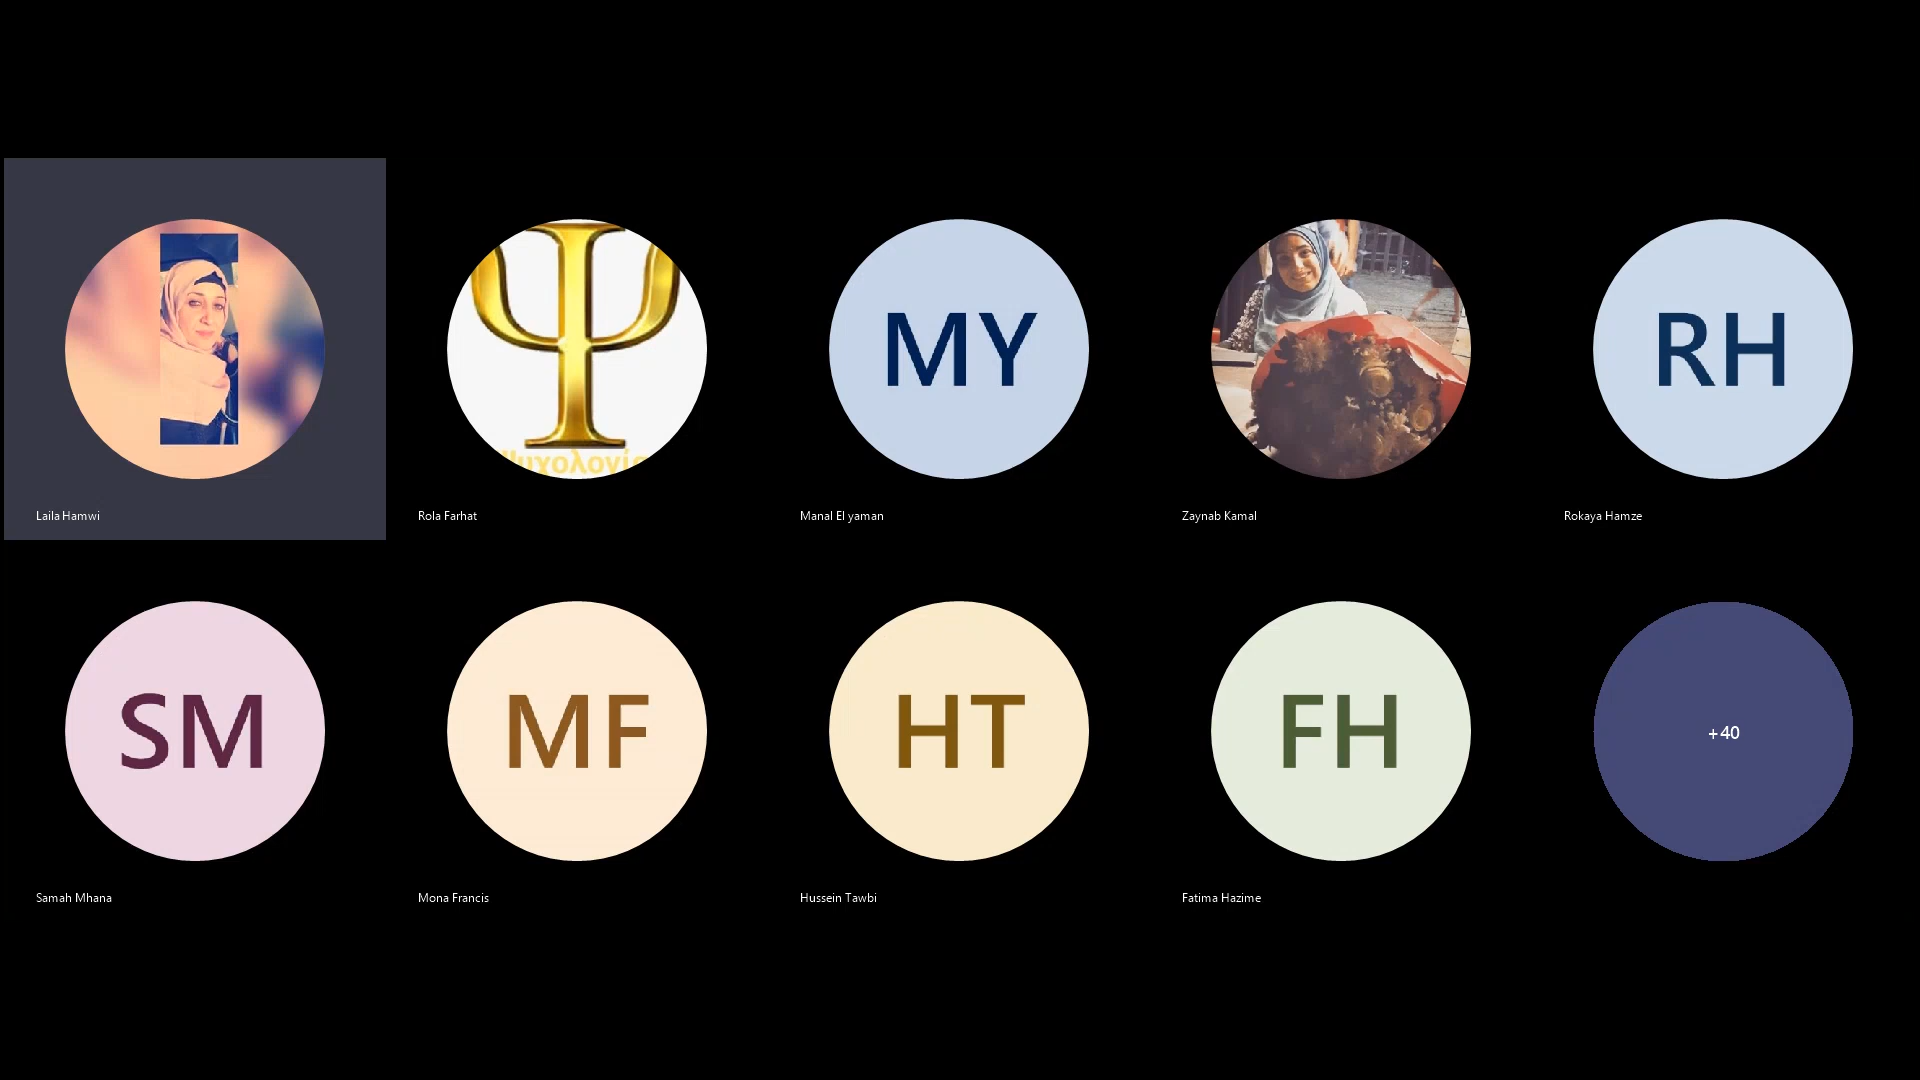 Ψυχολογία
MY
RH
Laila Hamwi
Rola Farhat
Manal El yaman
Zaynab Kamal
Rokaya Hamze
SM
MF
HT
FH
+40
Samah Mhana
Mona Francis
Hussein Tawbi
Fatima Hazime